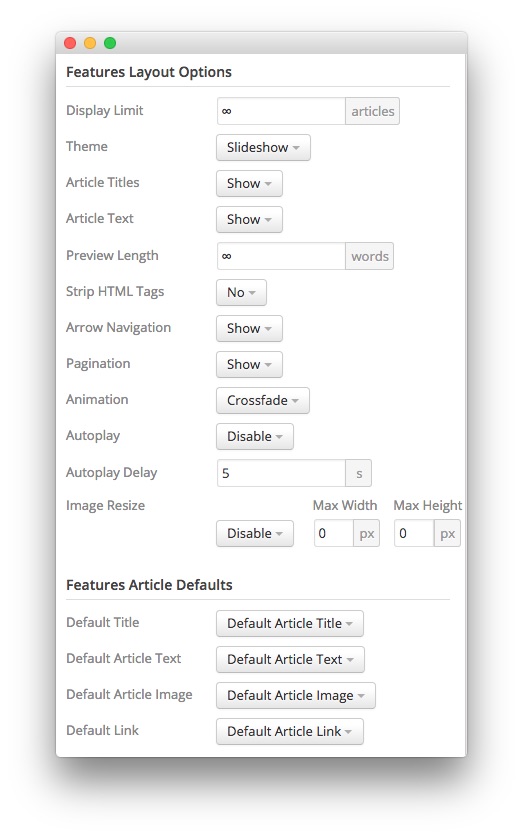 Features Layout Options
Display Limit ∞ articles
Theme Slideshow
Article Titles Show
Article Text Show
Preview Length ∞ words
Strip HTML Tags No
Arrow Navigation Show
Pagination Show
Animation Crossfade
Autoplay Disable
Autoplay Delay 5 s
Image Resize Max Width Max Height
Disable 0 px 0 px
Features Article Defaults
Default Title Default Article Title
Default Article Text Default Article Text
Default Article Image Default Article Image
Default Link Default Article Link